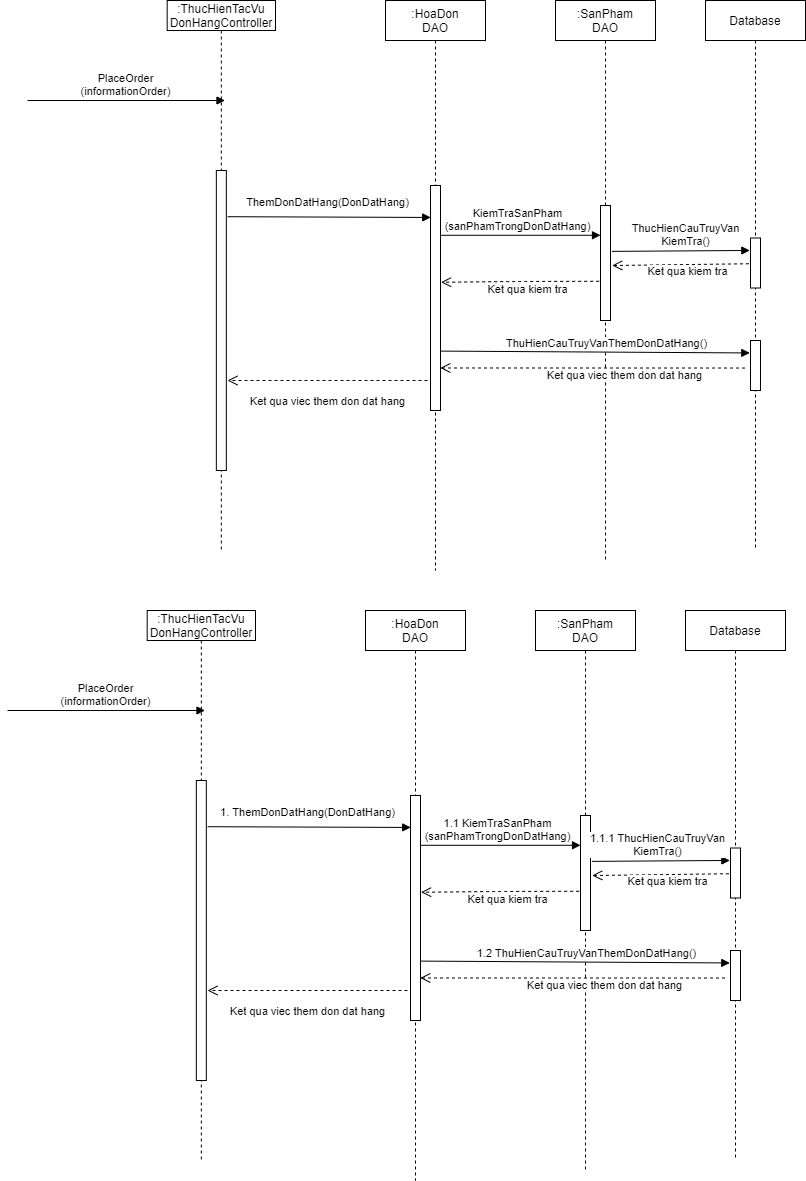 :ThucHienTacVu
DonHangController
:HoaDon
DAO
:SanPham
DAO
Database
PlaceOrder
(informationOrder)
ThemDonDatHang(DonDatHang)
KiemTraSanPham
(sanPhamTrongDonDatHang)
ThucHienCauTruyVan
KiemTra()
Ket qua kiem tra
Ket qua kiem tra
ThuHienCauTruyVanThemDonDatHang()
Ket qua viec them don dat hang
Ket qua viec them don dat hang
:ThucHienTacVu
DonHangController
:HoaDon
DAO
:SanPham
DAO
Database
PlaceOrder
(informationOrder)
1. ThemDonDatHang(DonDatHang)
1.1 KiemTraSanPham
(sanPhamTrongDonDatHang)
1.1.1 ThucHienCauTruyVan
KiemTra()
Ket qua kiem tra
Ket qua kiem tra
1.2 ThuHienCauTruyVanThemDonDatHang()
Ket qua viec them don dat hang
Ket qua viec them don dat hang